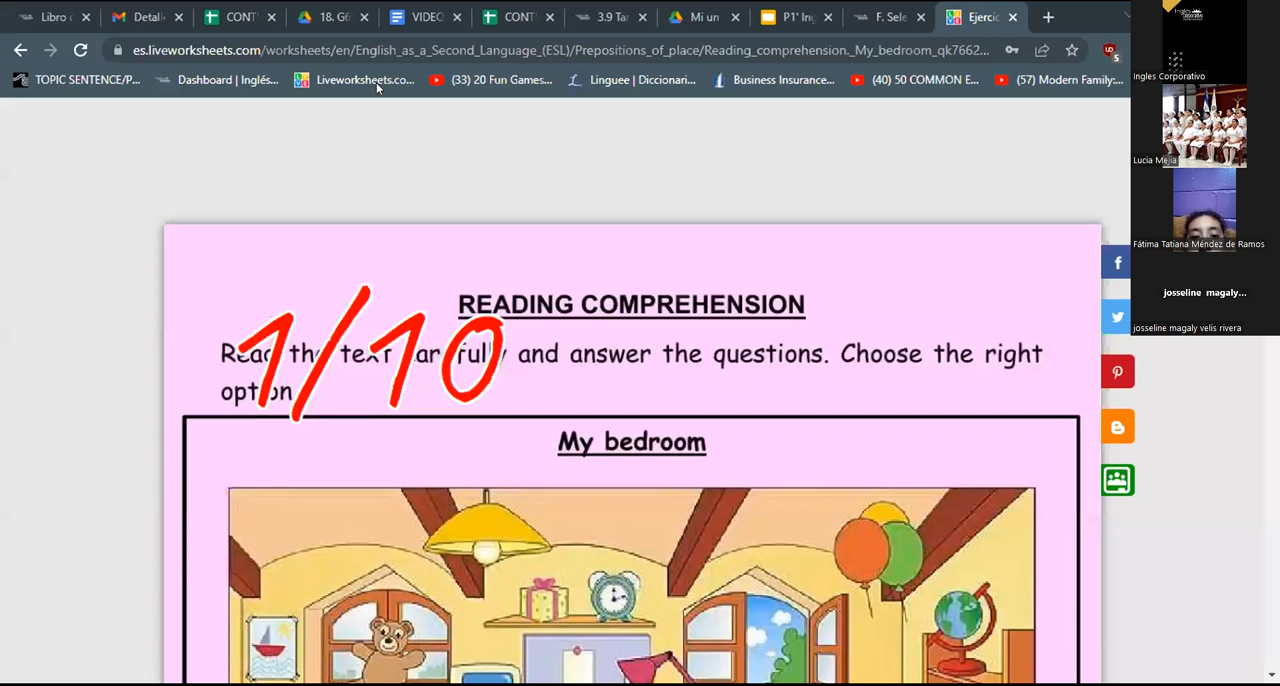 Libro d
Detall
CONT
18. G6
VIDEO
CONT
3.9 Tar
Mi un
P1' Ing
F. Sele
Ejercic
es.liveworksheets.com/worksheets/en/English_as_a_Second_Language_(ESL)/Prepositions_of_place/Reading_comprehension._My_bedroom_qk7662...
5
TOPIC SENTENCE/P...
Dashboard | Inglés...
Liveworksheets.co...
(33) 20 Fun Games...
Linguee | Diccionari...
Business Insurance...
(40) 50 COMMON E...
(57) Modern Family:...
Ingles Corporativo
Lucia Mejia
Fátima Tatiana Méndez de Ramos
josseline magaly...
josseline magaly velis rivera
READING COMPREHENSION
1/10
Read the text carefully and answer the questions. Choose the right
option
My bedroom